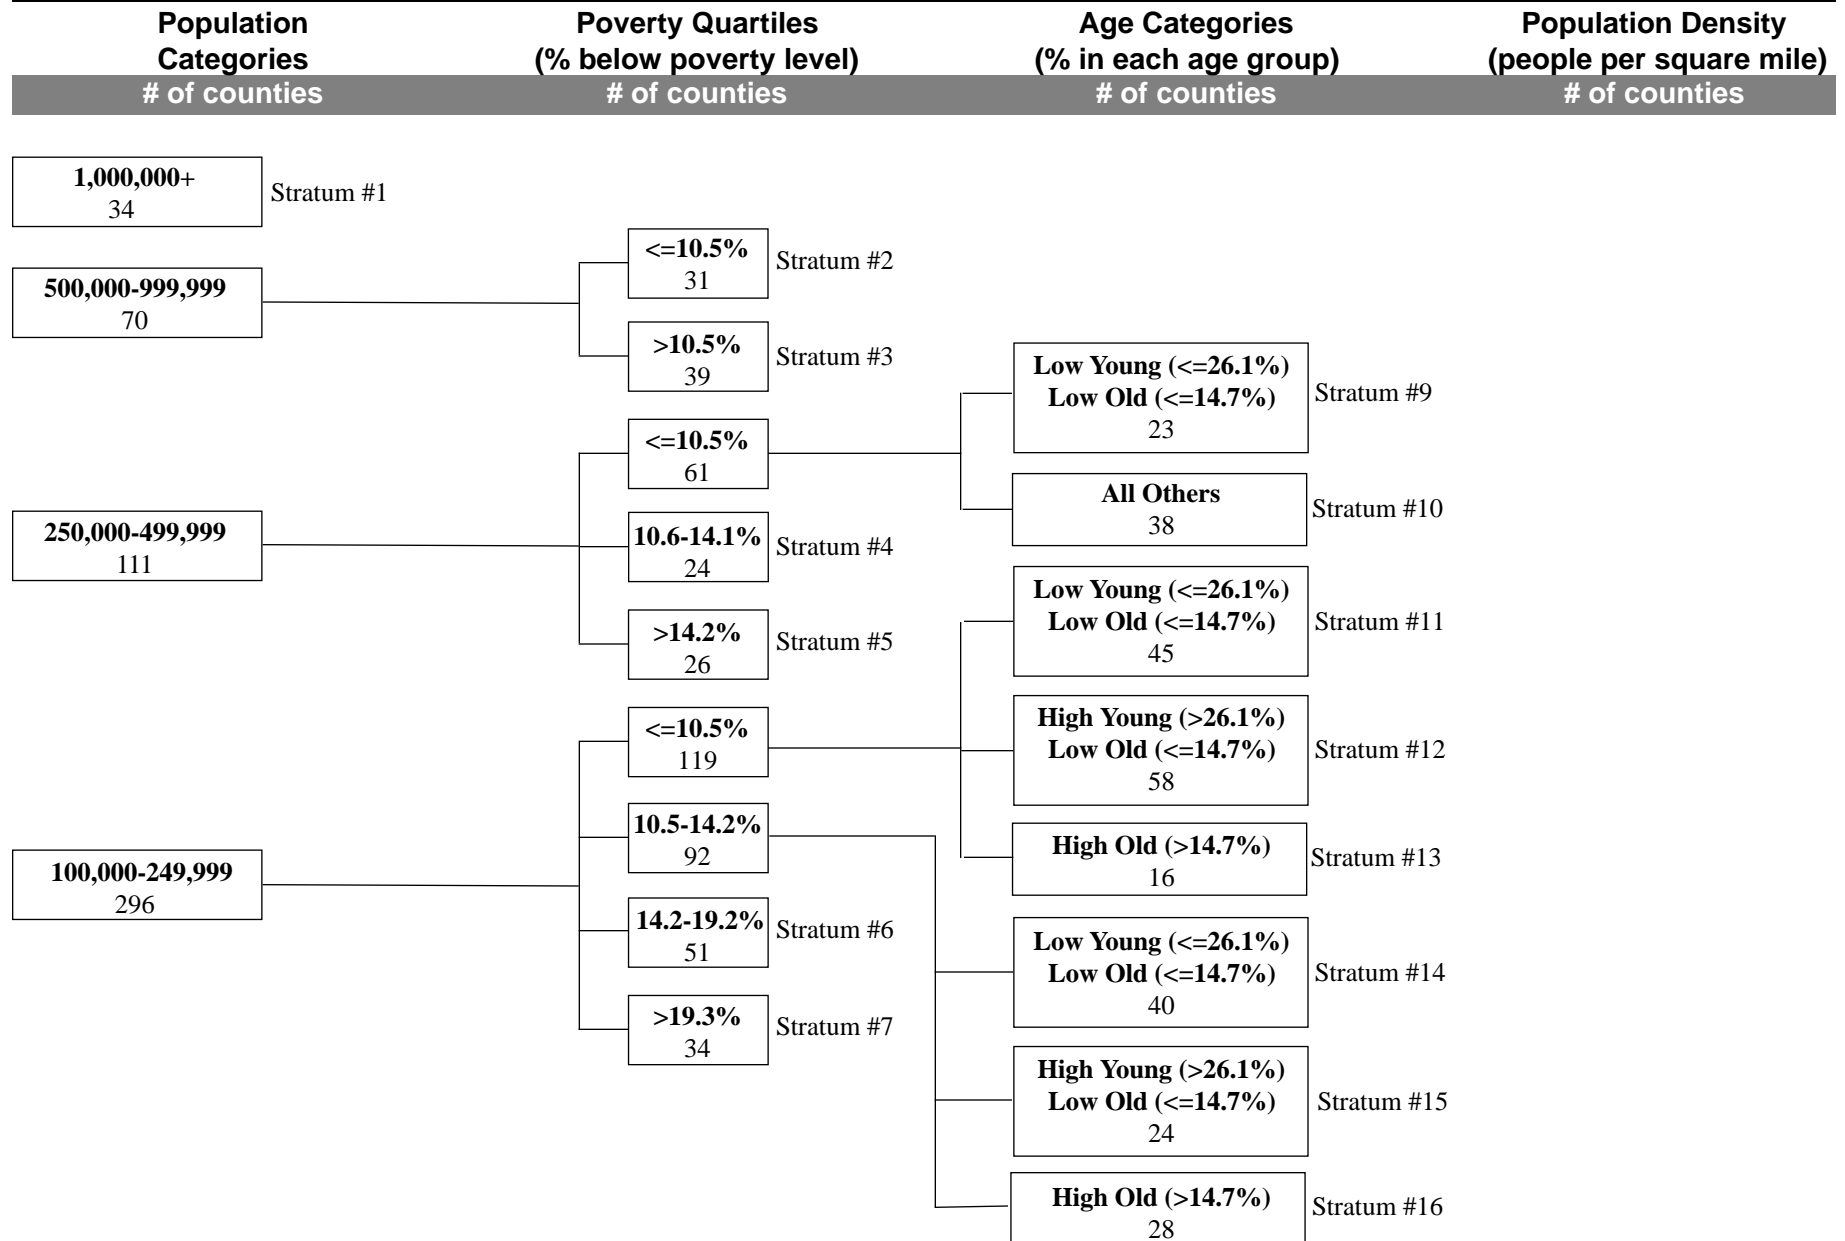 Population
Categories
Poverty Quartiles
(% below poverty level)
Age Categories
(% in each age group)
Population Density
(people per square mile)
# of counties
# of counties
# of counties
# of counties
1,000,000+
34
Stratum #1
500,000-999,999
70
<=10.5%
31
Stratum #2
>10.5%
39
Stratum #3
250,000-499,999
111
<=10.5%
61
Low Young (<=26.1%)
Low Old (<=14.7%)
23
Stratum #9
All Others
38
Stratum #10
10.6-14.1%
24
Stratum #4
>14.2%
26
Stratum #5
100,000-249,999
296
<=10.5%
119
Low Young (<=26.1%)
Low Old (<=14.7%)
45
Stratum #11
High Young (>26.1%)
Low Old (<=14.7%)
58
Stratum #12
High Old (>14.7%)
16
Stratum #13
10.5-14.2%
92
Low Young (<=26.1%)
Low Old (<=14.7%)
40
Stratum #14
High Young (>26.1%)
Low Old (<=14.7%)
24
Stratum #15
High Old (>14.7%)
28
Stratum #16
14.2-19.2%
51
Stratum #6
>19.3%
34
Stratum #7